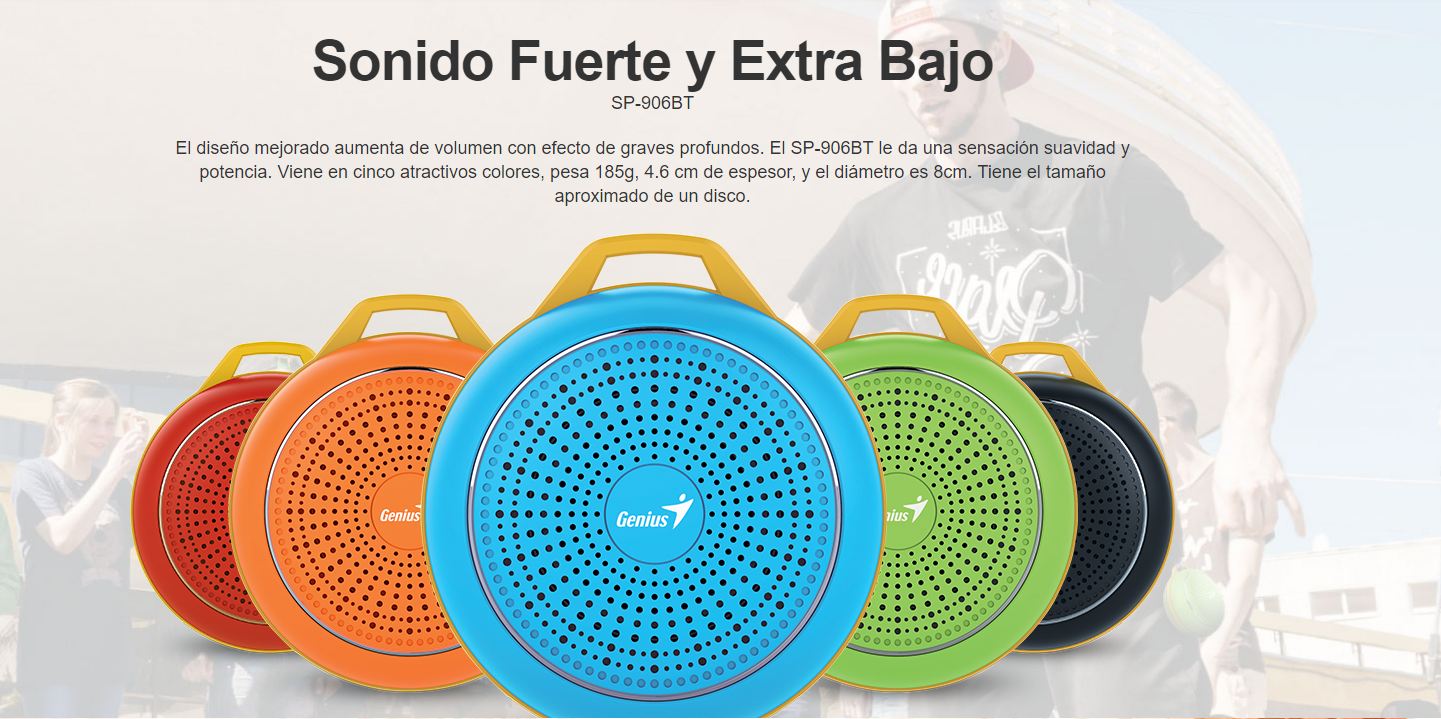 Sonido Fuerte y Extra Bajo
SP-906BT
El diseño mejorado aumenta de volumen con efecto de graves profundos. El SP-906BT le da una sensación suavidad y
potencia. Viene en cinco atractivos colores, pesa 185g, 4.6 cm de espesor, y el diámetro es 8cm. Tiene el tamaño
aproximado de un disco.
Genius
Genius
nius